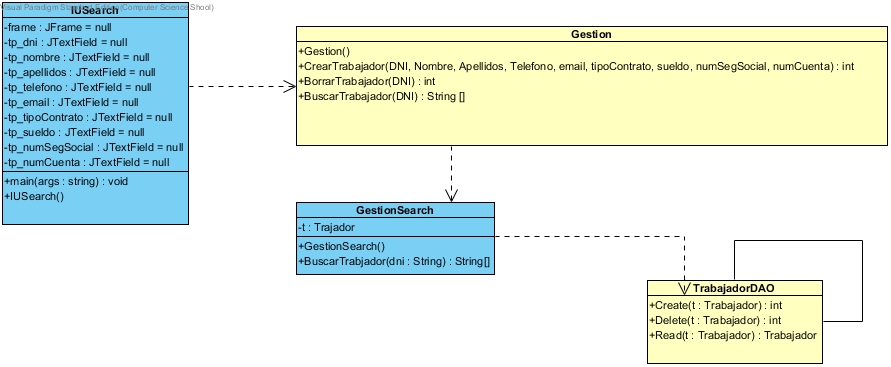 Visual Paradigm Standard Edition(Computer Science Shool)
IUSearch
-frame : JFrame = null
-tp_dni : JTextField = null
-tp_nombre : JTextField = null
-tp_apellidos : JTextField = null
-tp_telefono : JTextField = null
-tp_email : JTextField = null
-tp_tipoContrato : JTextField = null
-tp_sueldo : JTextField = null
-tp_numSegSocial : JTextField = null
-tp_numCuenta : JTextField = null
+main(args : string) : void
+IUSearch()
Gestion
+Gestion()
+CrearTrabajador(DNI, Nombre, Apellidos, Telefono, email, tipoContrato, sueldo, numSegSocial, numCuenta) : int
+BorrarTrabajador(DNI) : int
+BuscarTrabajador(DNI) : String []
GestionSearch
-t : Trajador
+GestionSearch()
+BuscarTrabjador(dni : String) : String[]
TrabajadorDAO
+Create(t : Trabajador) : int
+Delete(t : Trabajador) : int
+Read(t : Trabajador) : Trabajador